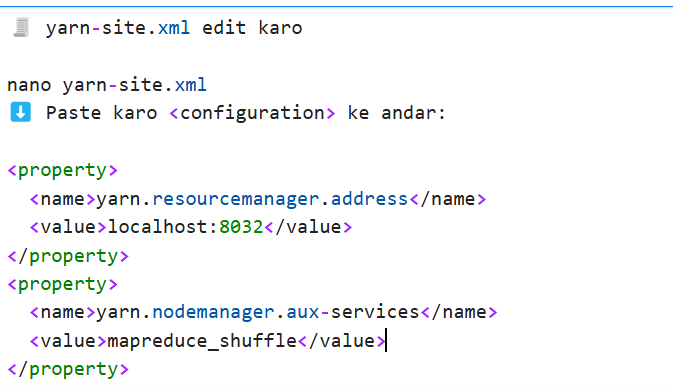 yarn-site.xml edit karo
nano yarn-site.xml
Paste karo <configuration> ke andar:
<property>
<name>yarn.resourcemanager.address</name>
<value>localhost:8032</value>
</property>
<property>
<name>yarn.nodemanager.aux-services</name>
<value>mapreduce_shuffle</value>
</property>